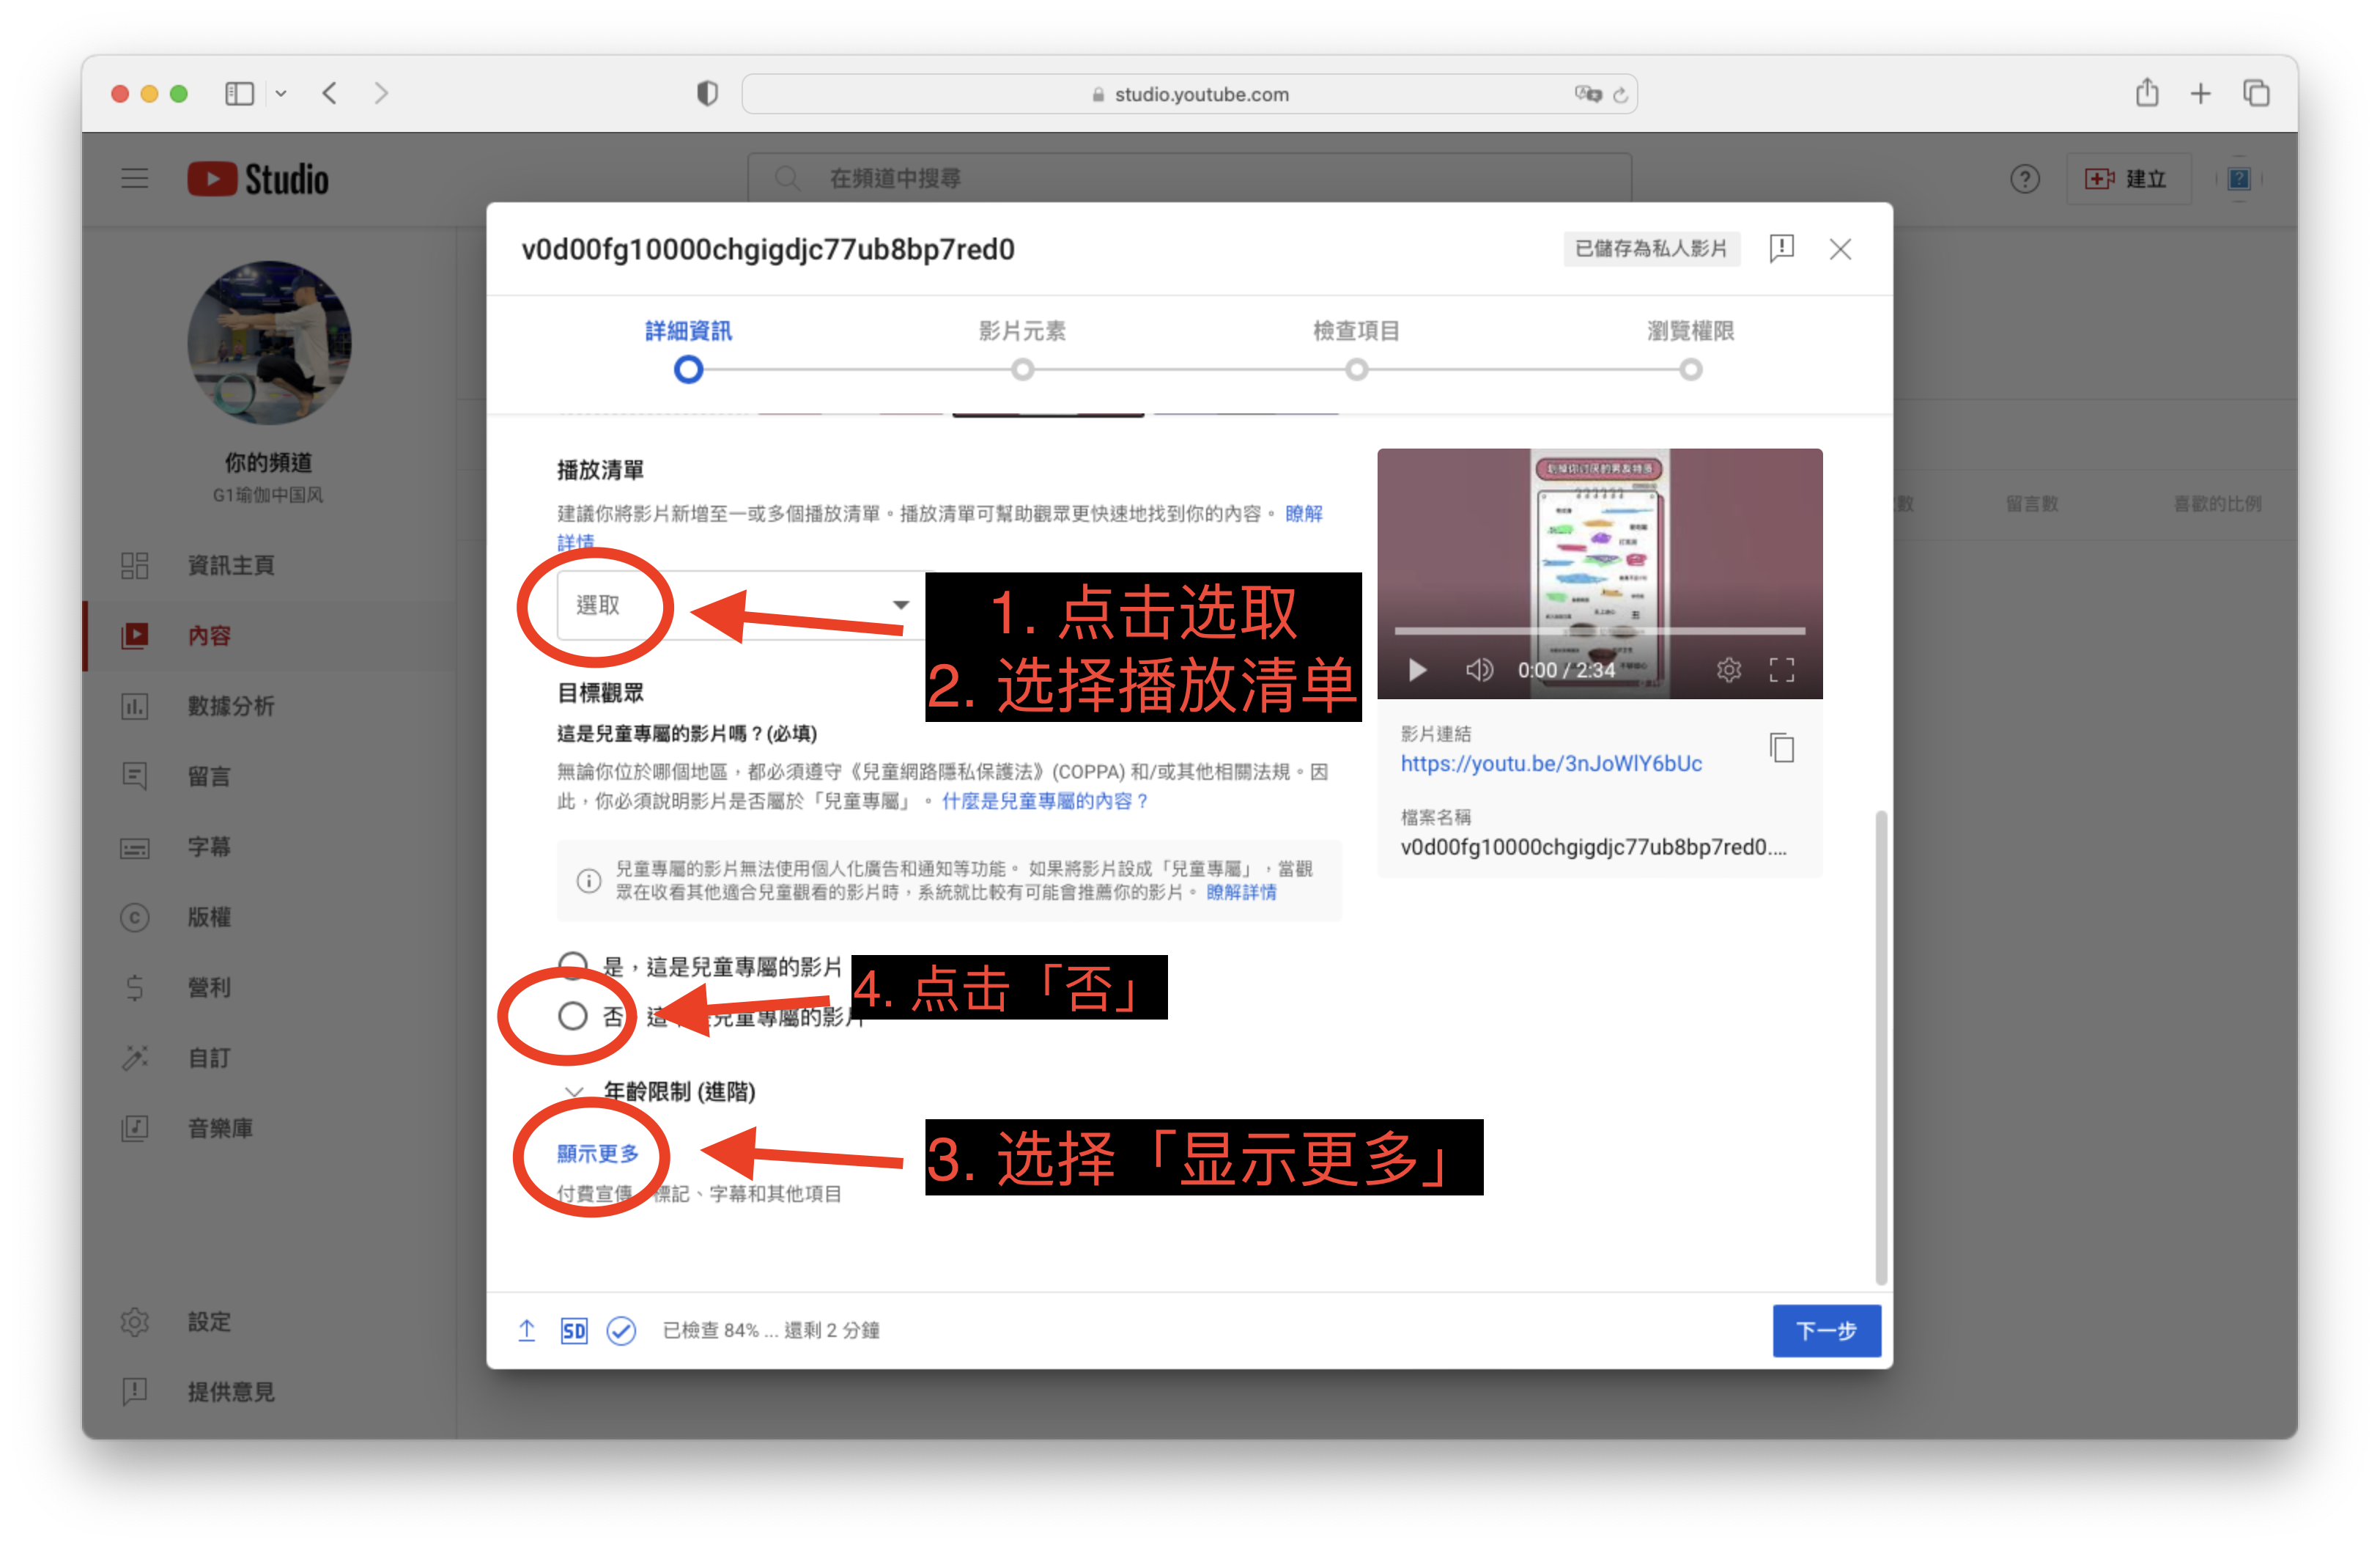 studio.youtube.com
Studio
在頻道中搜尋
建立
v0d00fg10000chgigdjc77ub8bp7red0
已儲存為私人影片
詳細資訊
影片元素
檢查項目
瀏覽權限
你的頻道
G1瑜伽中国风
資訊主頁
內容
數據分析
留言
字幕
版權
營利
自訂
音樂庫
設定
提供意見
播放清單
建議你將影片新增至一或多個播放清單。播放清單可幫助觀眾更快速地找到你的內容。 瞭解
詳情
選取
1. 点击选取
2. 选择播放清单
目標觀眾
這是兒童專屬的影片嗎？(必填)
無論你位於哪個地區，都必須遵守《兒童網路隱私保護法》(COPPA) 和/或其他相關法規。因
此，你必須說明影片是否屬於「兒童專屬」。 什麼是兒童專屬的內容？
兒童專屬的影片無法使用個人化廣告和通知等功能。 如果將影片設成「兒童專屬」，當觀
眾在收看其他適合兒童觀看的影片時，系統就比較有可能會推薦你的影片。 瞭解詳情
是，這是兒童專屬的影片
4. 点击「否」
否 這 是兒童專屬的影片
年齡限制 (進階)
顯示更多
3. 选择「显示更多」
付費宣傳、標記、字幕和其他項目
划掉你讨厌的男友特质
0:00 / 2:34
影片連結
https://youtu.be/3nJoWlY6bUc
檔案名稱
v0d00fg10000chgigdjc77ub8bp7red0....
數
留言數
喜歡的比例
SD
已檢查 84% ... 還剩 2 分鐘
下一步